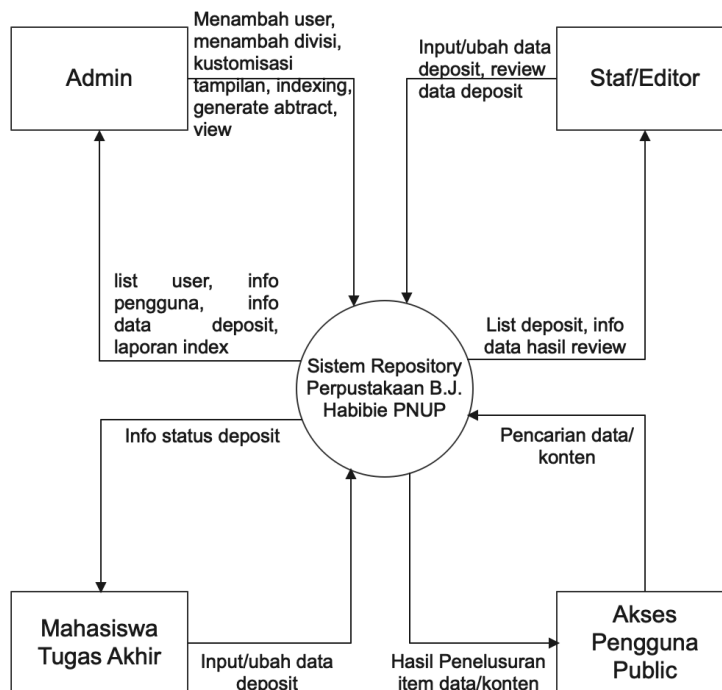 Admin
Menambah user,
menambah divisi,
kustomisasi
tampilan, indexing,
generate abtract,
view
Input/ubah data
deposit, review
data deposit
Staf/Editor
list user, info
pengguna, info
data deposit,
laporan index
Sistem Repository
Perpustakaan B.J.
Habibie PNUP
List deposit, info
data hasil review
Info status deposit
Pencarian data/
konten
Mahasiswa
Tugas Akhir
Input/ubah data
deposit
Hasil Penelusuran
item data/konten
Akses
Pengguna
Public